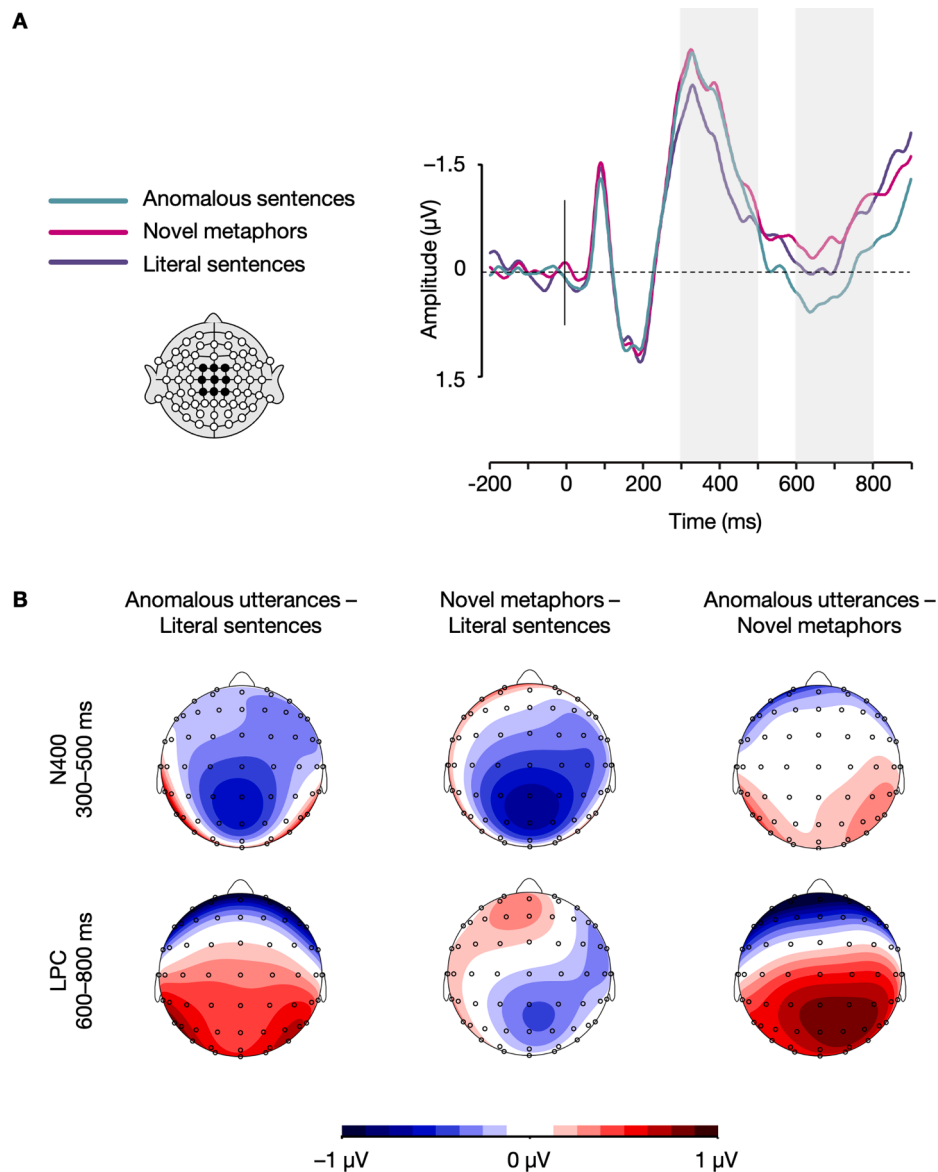 A
Anomalous sentences
Novel metaphors
Literal sentences
Amplitude (μV)
−1.5
0
1.5
-200 0 200 400 600 800
Time (ms)
B
Anomalous utterances –
Literal sentences
Novel metaphors –
Literal sentences
Anomalous utterances –
Novel metaphors
N400
300–500 ms
LPC
600–800 ms
−1 μV 0 μV 1 μV